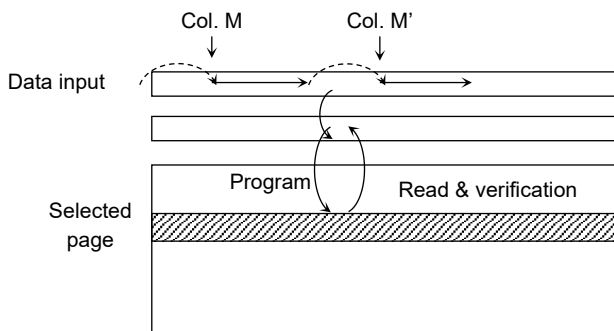 Col. M
Col. M’
Data input
Program
Read & verification
Selected
page